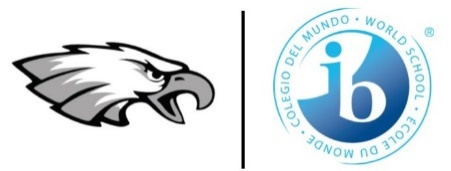 COLEGIO DEL MUNDO · WORLD SCHOOL · ÉCOLE DU MONDE ·
ib
®